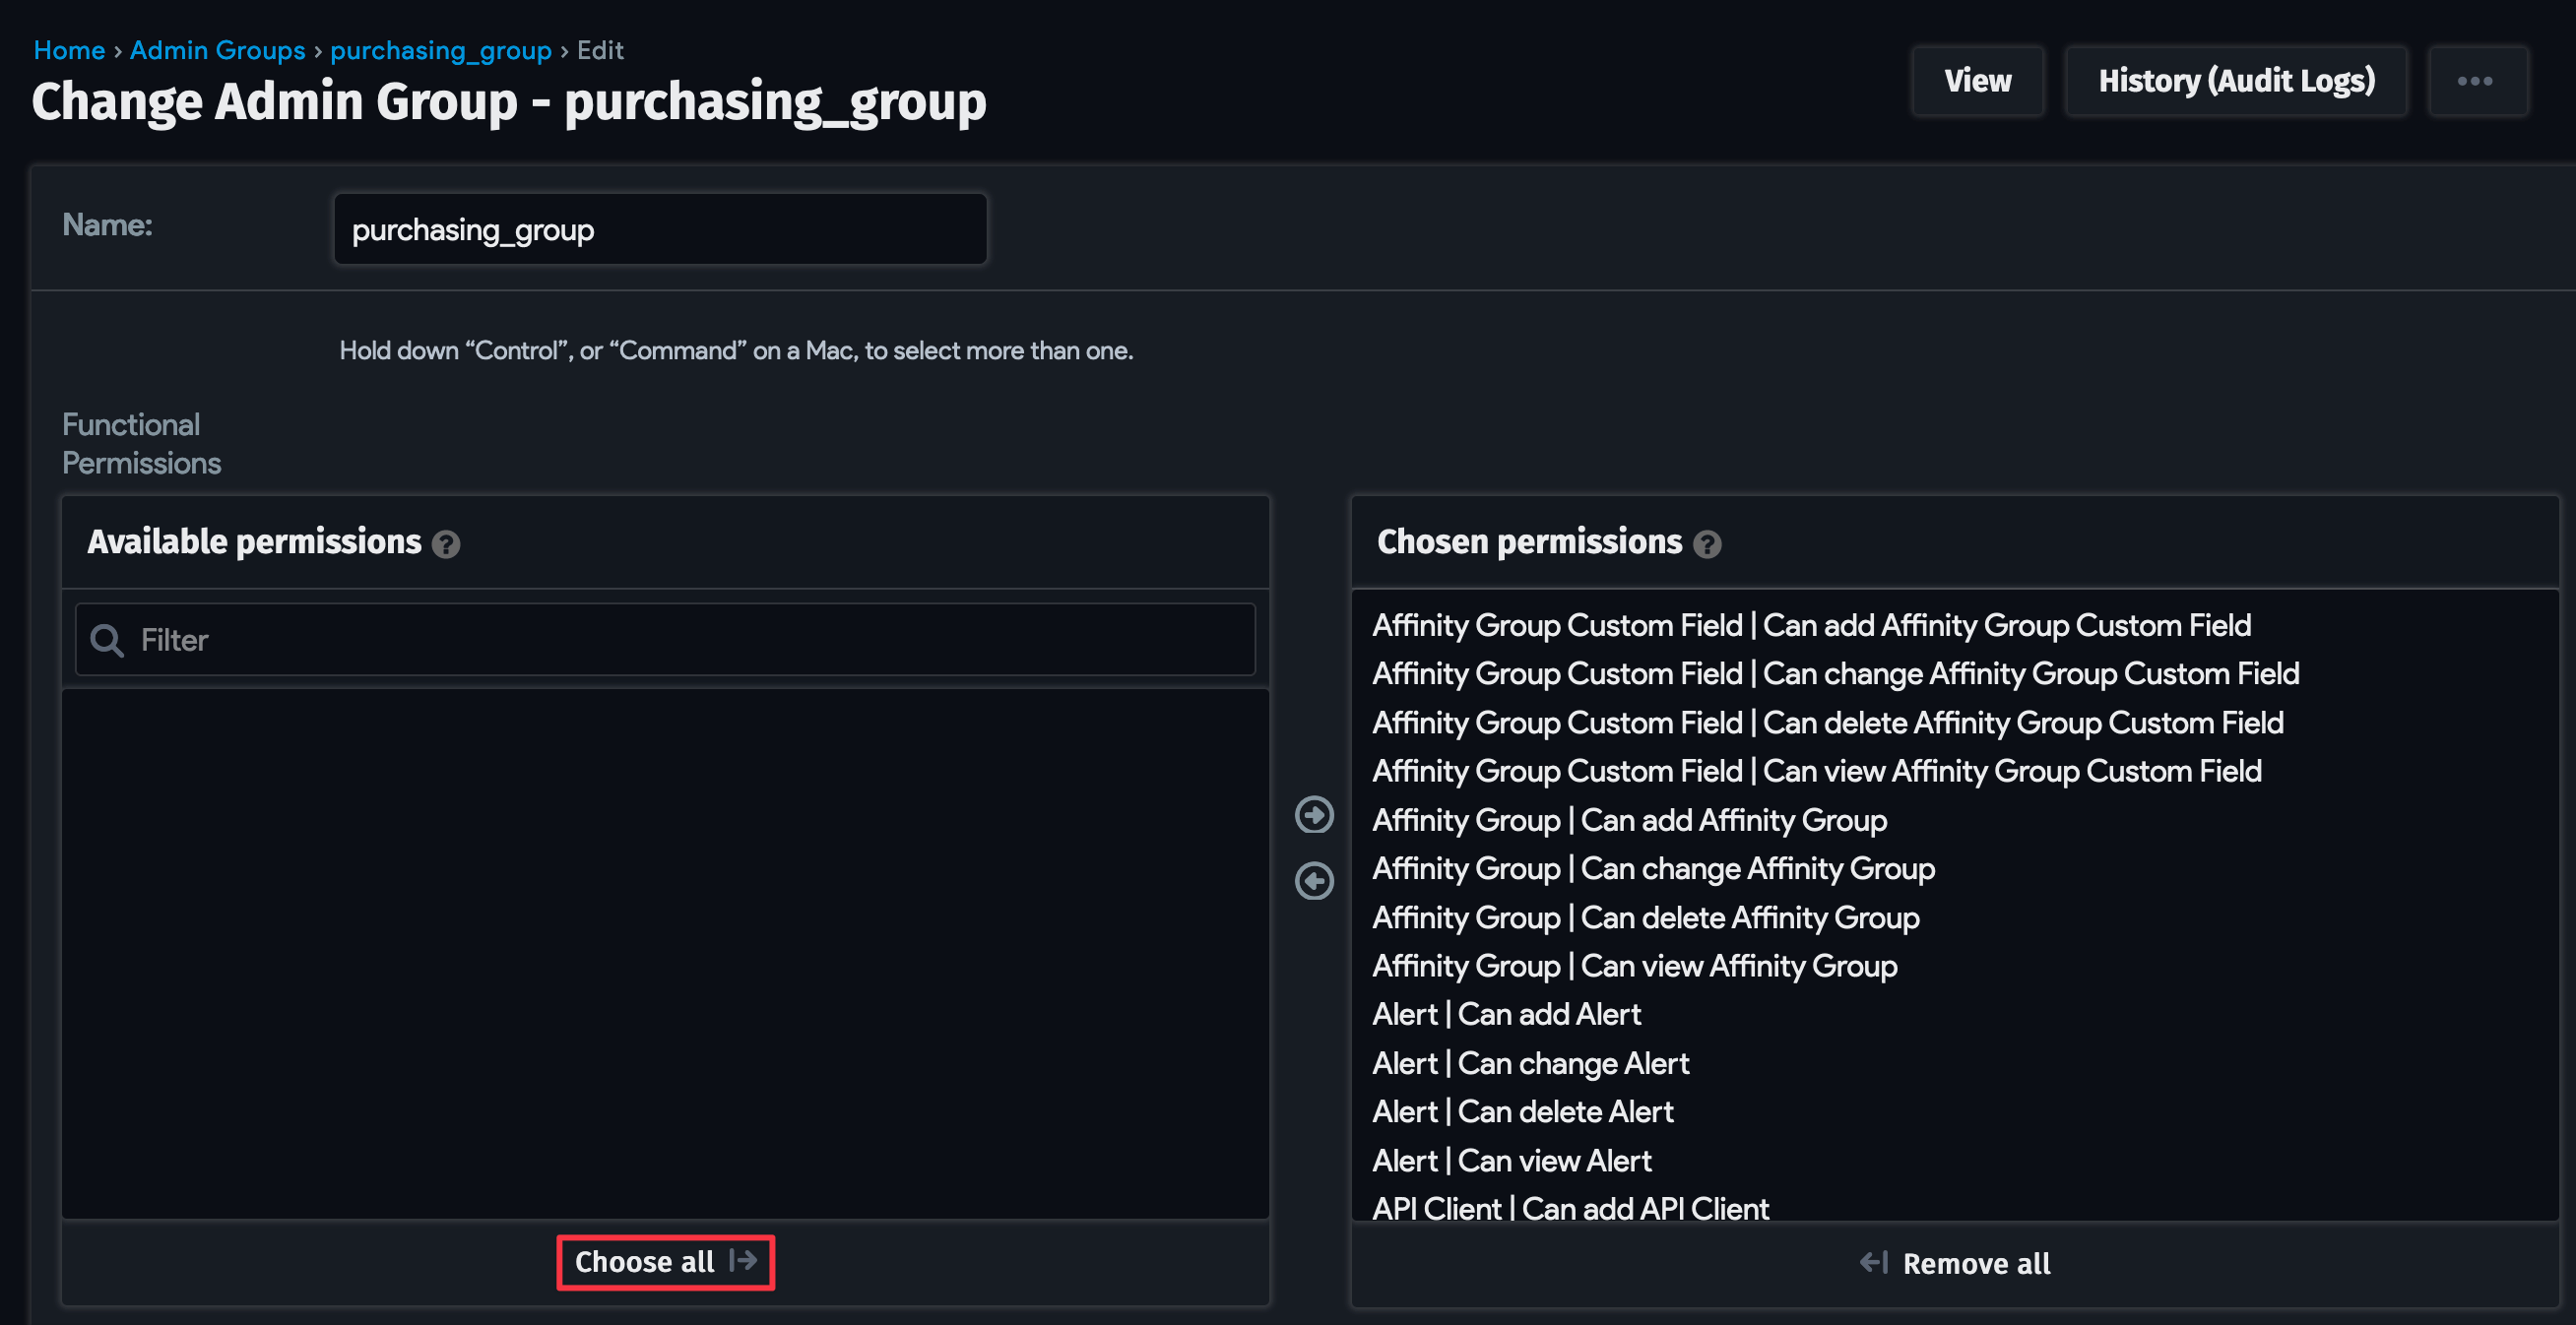 Home › Admin Groups › purchasing_group › Edit
Change Admin Group - purchasing_group
View
History (Audit Logs)
Name:
purchasing_group
Hold down “Control”, or “Command” on a Mac, to select more than one.
Functional
Permissions
Available permissions ?
Filter
Choose all
Chosen permissions ?
Affinity Group Custom Field | Can add Affinity Group Custom Field
Affinity Group Custom Field | Can change Affinity Group Custom Field
Affinity Group Custom Field | Can delete Affinity Group Custom Field
Affinity Group Custom Field | Can view Affinity Group Custom Field
Affinity Group | Can add Affinity Group
Affinity Group | Can change Affinity Group
Affinity Group | Can delete Affinity Group
Affinity Group | Can view Affinity Group
Alert | Can add Alert
Alert | Can change Alert
Alert | Can delete Alert
Alert | Can view Alert
API Client | Can add API Client
Remove all